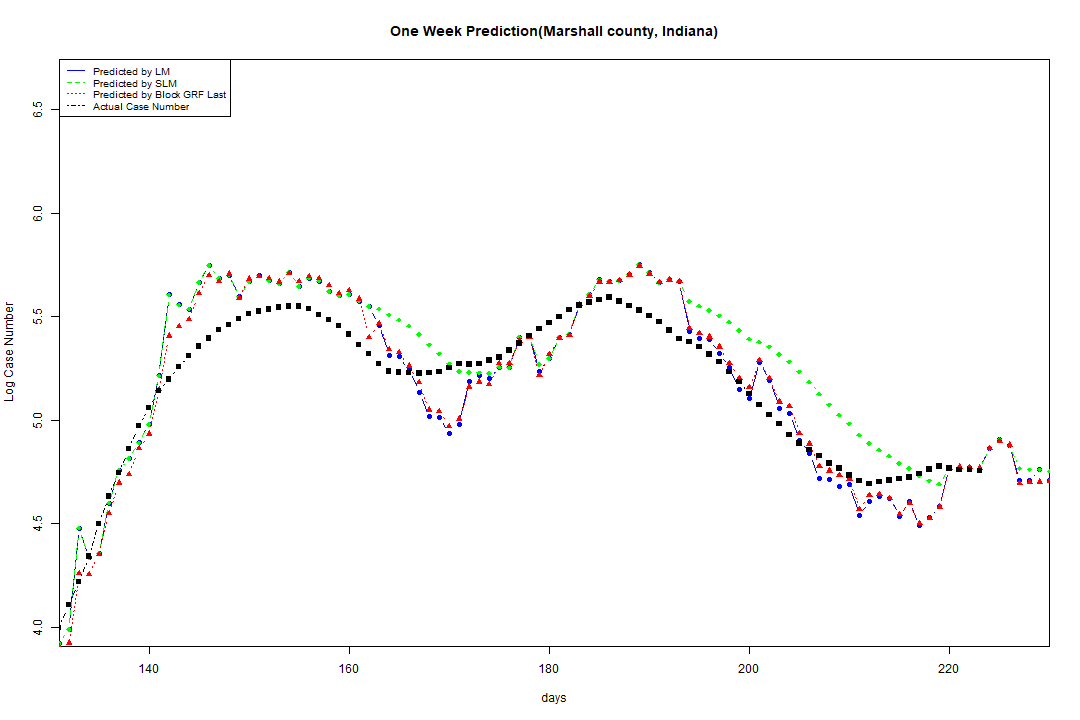 One Week Prediction(Marshall county, Indiana)
Predicted by LM
Predicted by SLM
Predicted by Block GRF Last
Actual Case Number
Log Case Number
6.5
6.0
5.5
5.0
4.5
4.0
140 160 180 200 220
days